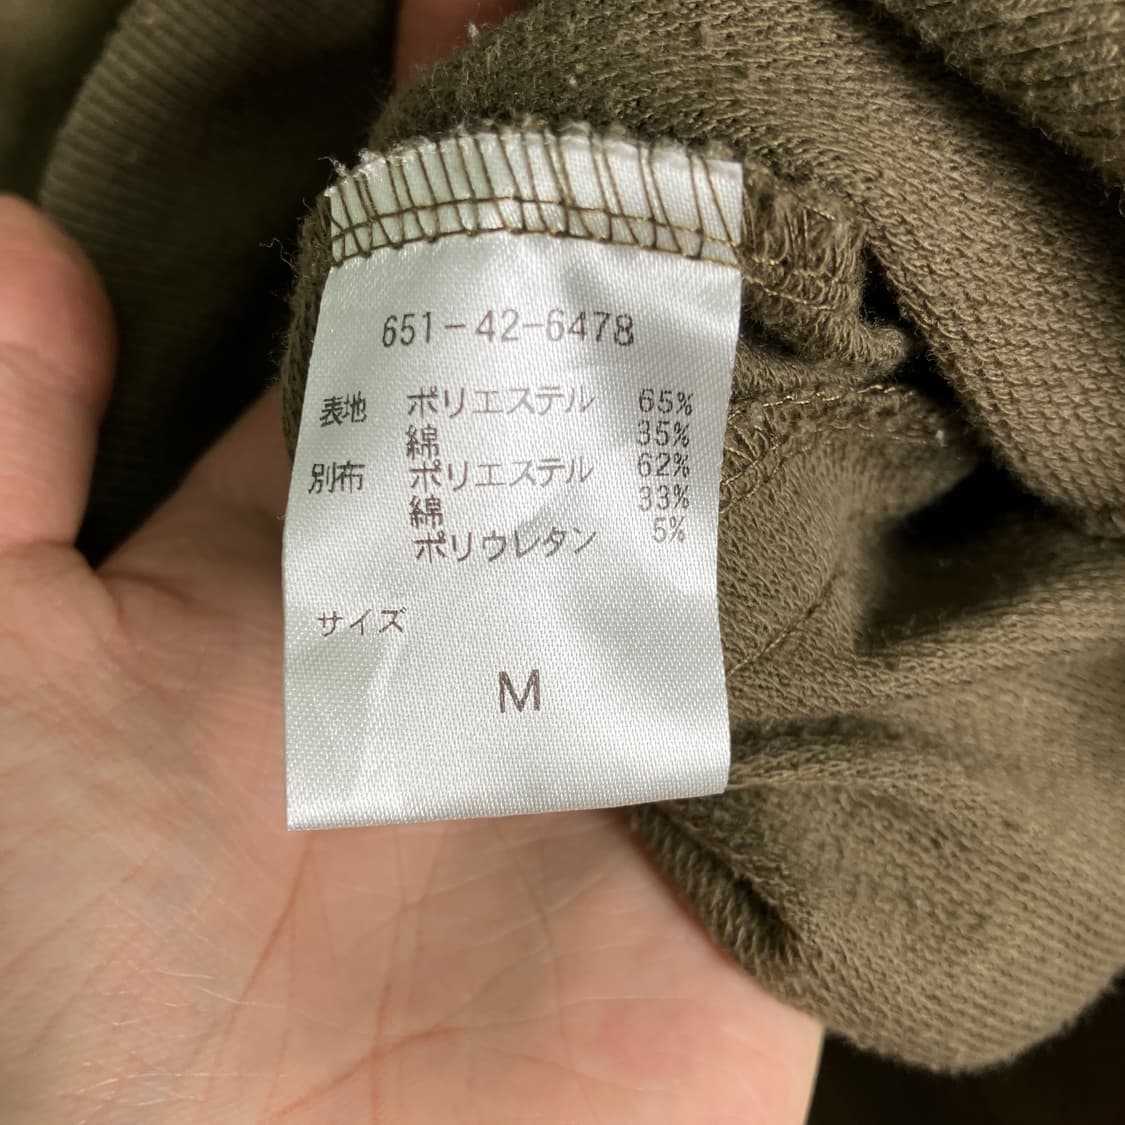 651-42-6478
表地 ポリエステル 65%
綿 35%
別布 ポリエステル 62%
綿 33%
ポリウレタン 5%
サイズ
M